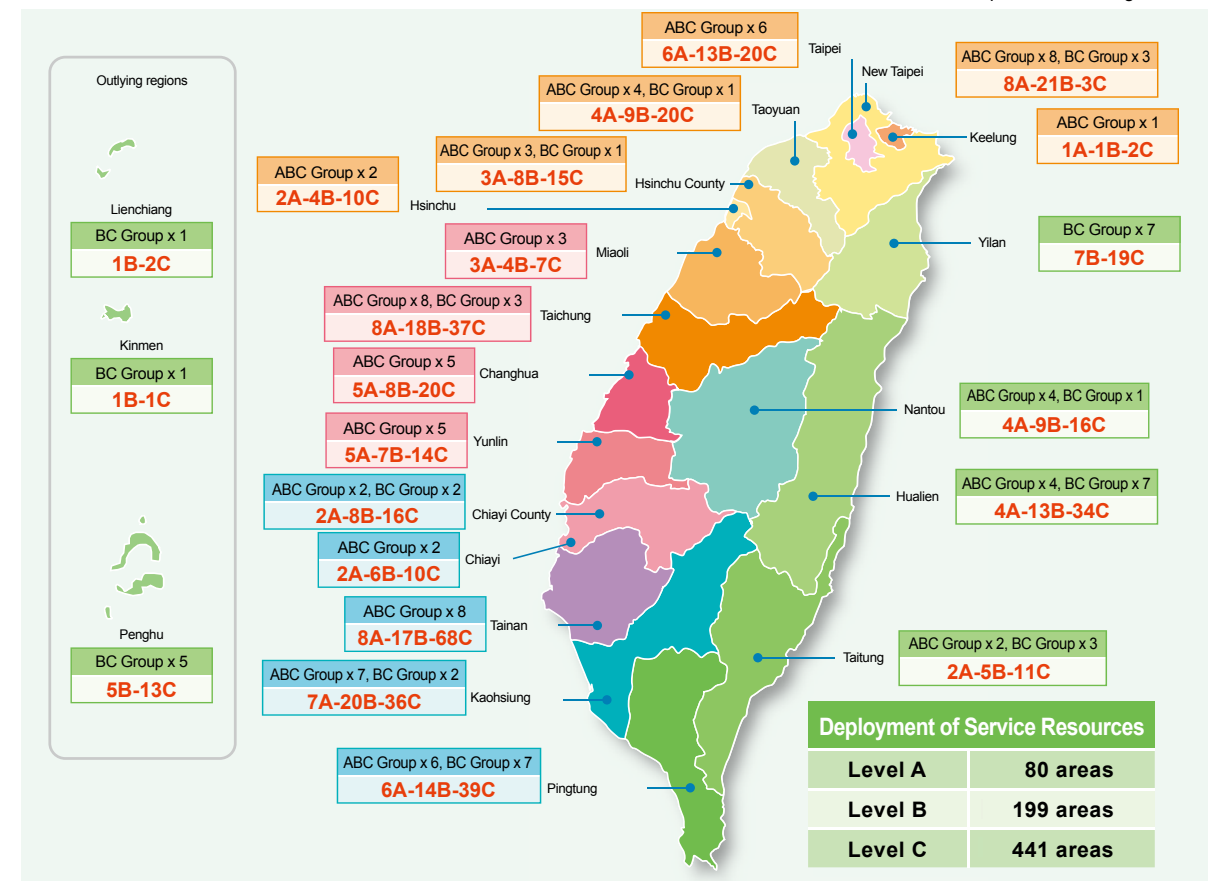 Outlying regions
Lienchiang
BC Group x 1
1B-2C
Kinmen
BC Group x 1
1B-1C
Penghu
BC Group x 5
5B-13C
ABC Group x 6
6A-13B-20C
Taipei
New Taipei
ABC Group x 8, BC Group x 3
8A-21B-3C
ABC Group x 4, BC Group x 1
4A-9B-20C
Taoyuan
Keelung
ABC Group x 1
1A-1B-2C
ABC Group x 3, BC Group x 1
3A-8B-15C
Hsinchu County
ABC Group x 2
2A-4B-10C
Hsinchu
ABC Group x 3
3A-4B-7C
Miaoli
Yilan
BC Group x 7
7B-19C
ABC Group x 8, BC Group x 3
8A-18B-37C
Taichung
ABC Group x 5
5A-8B-20C
Changhua
Nantou
ABC Group x 4, BC Group x 1
4A-9B-16C
ABC Group x 5
5A-7B-14C
Yunlin
ABC Group x 2, BC Group x 2
2A-8B-16C
Chiayi County
Hualien
ABC Group x 4, BC Group x 7
4A-13B-34C
ABC Group x 2
2A-6B-10C
Chiayi
ABC Group x 8
8A-17B-68C
Tainan
Taitung
ABC Group x 2, BC Group x 3
2A-5B-11C
ABC Group x 7, BC Group x 2
7A-20B-36C
Kaohsiung
ABC Group x 6, BC Group x 7
6A-14B-39C
Pingtung
Deployment of Service Resources
Level A 80 areas
Level B 199 areas
Level C 441 areas